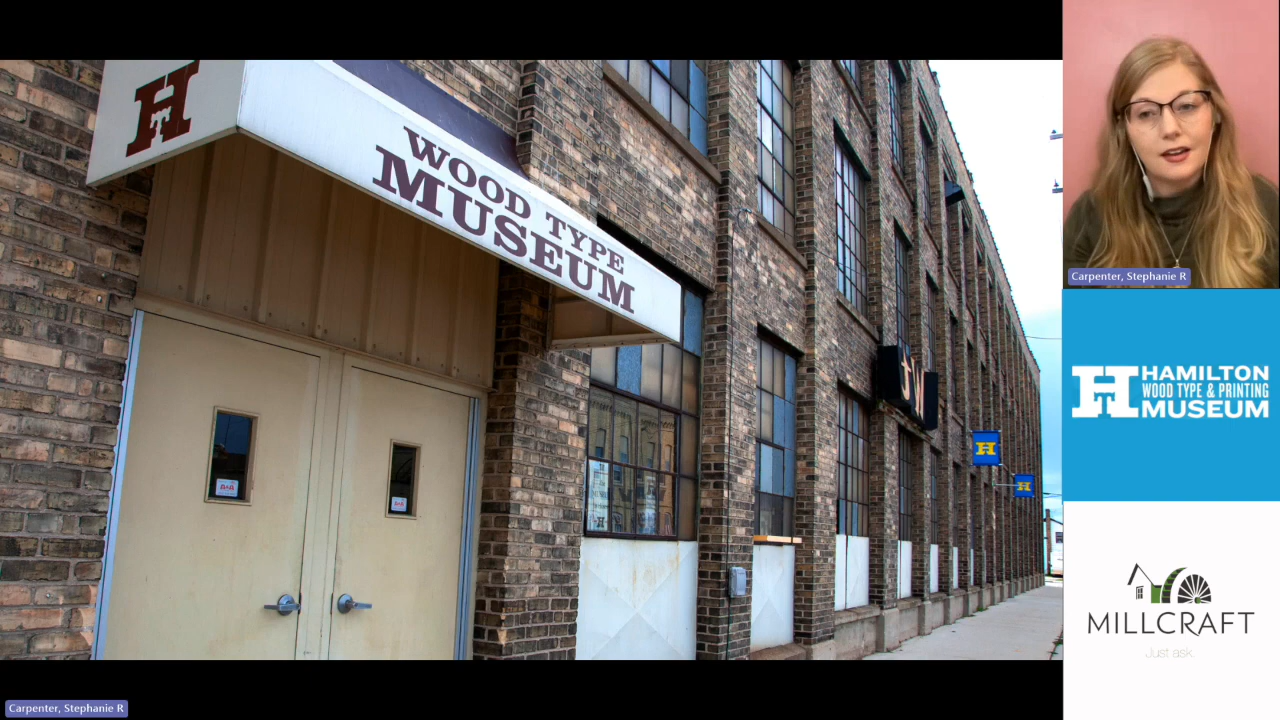 H
WOOD TYPE
MUSEUM
H
H
Carpenter, Stephanie R
Carpenter, Stephanie R
HAMILTON
WOOD TYPE & PRINTING
MUSEUM
MILLCRAFT
Just ask.